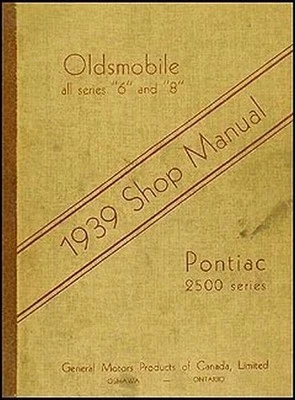 Oldsmobile
all series "6" and "8"
1939 Shop Manual
Pontiac
2500 series
General Motors Products of Canada, Limited
OSHAWA — ONTARIO